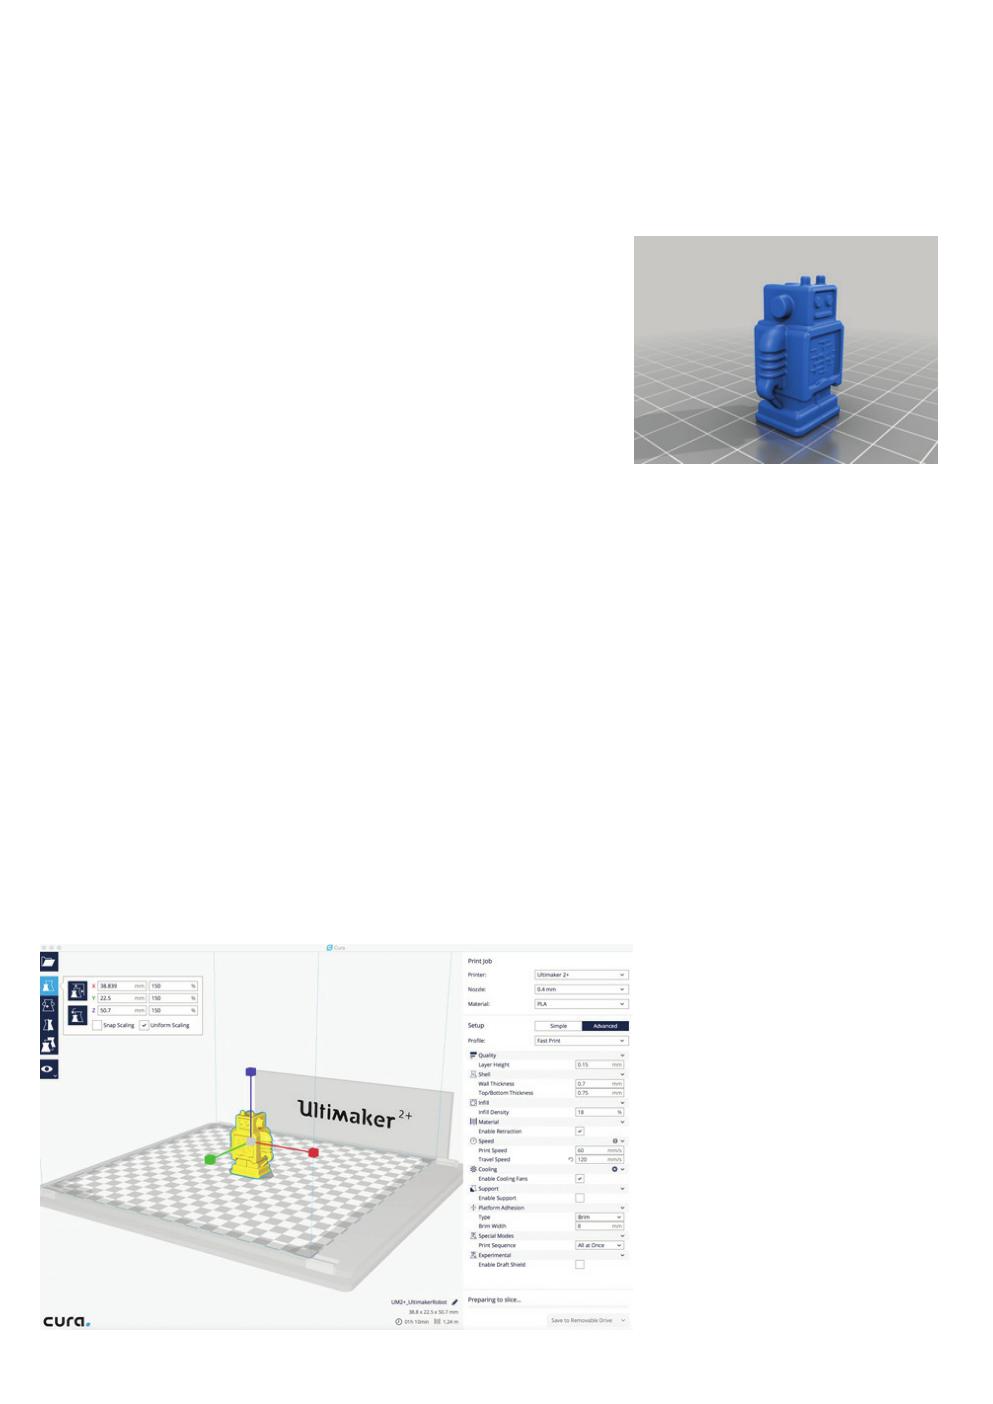 Cura
X 38.839 mm 150 %
Y 22.5 mm 150 %
Z 50.7 mm 150 %
Snap Scaling Uniform Scaling
Ultimaker 2+
UM2+_UltimakerRobot
38.8 x 22.5 x 50.7 mm
01h 10min 1.24 m
cura.
Print Job
Printer: Ultimaker 2+
Nozzle: 0.4 mm
Material: PLA
Setup Simple Advanced
Profile: Fast Print
Quality
Layer Height 0.15 mm
Shell
Wall Thickness 0.7 mm
Top/Bottom Thickness 0.75 mm
Infill
Infill Density 18 %
Material
Enable Retraction
Speed
Print Speed 60 mm/s
Travel Speed 120 mm/s
Cooling
Enable Cooling Fans
Support
Enable Support
Platform Adhesion
Type Brim
Brim Width 8 mm
Special Modes
Print Sequence All at Once
Experimental
Enable Draft Shield
Preparing to slice...
Save to Removable Drive